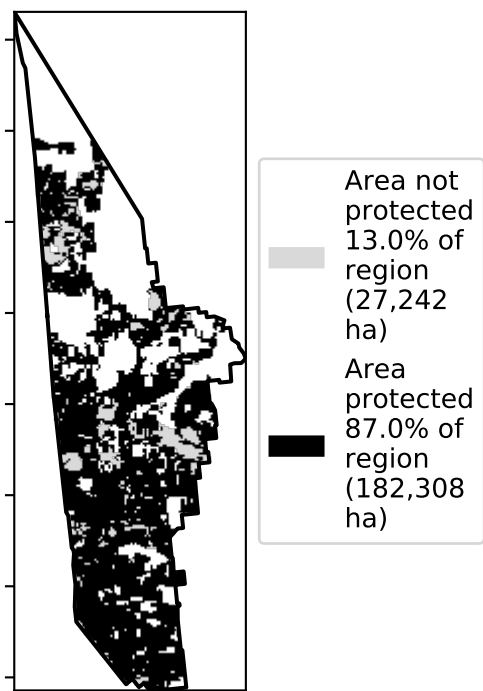 Area not
protected
13.0% of
region
(27,242
ha)
Area
protected
87.0% of
region
(182,308
ha)